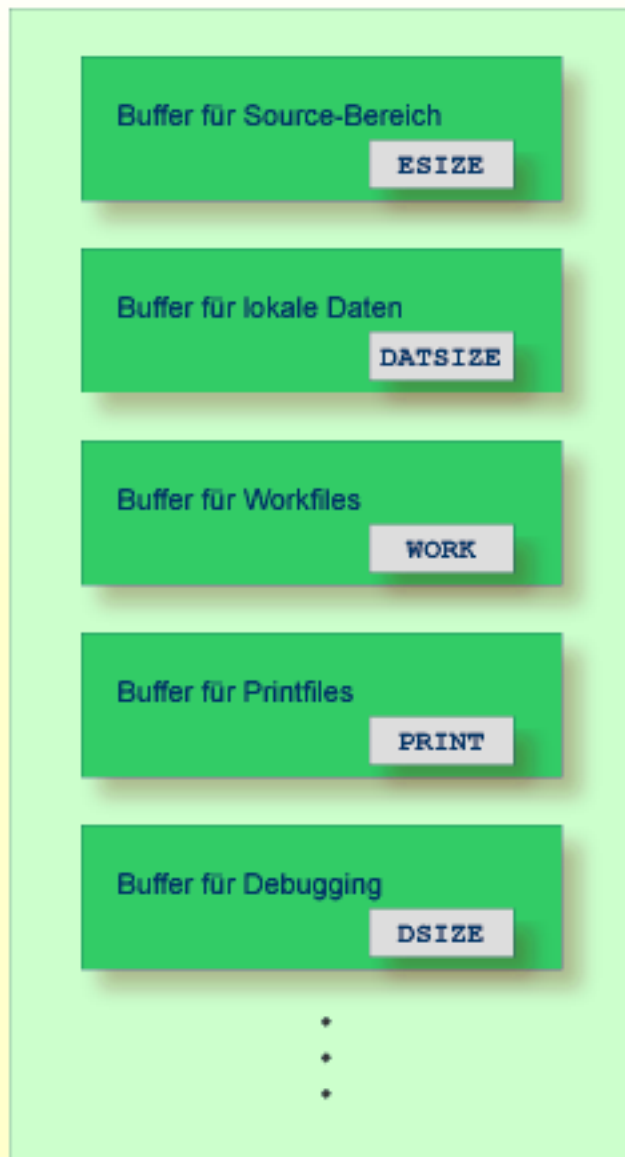 Buffer für Source-Bereich
ESIZE
Buffer für lokale Daten
DATSIZE
Buffer für Workfiles
WORK
Buffer für Printfiles
PRINT
Buffer für Debugging
DSIZE